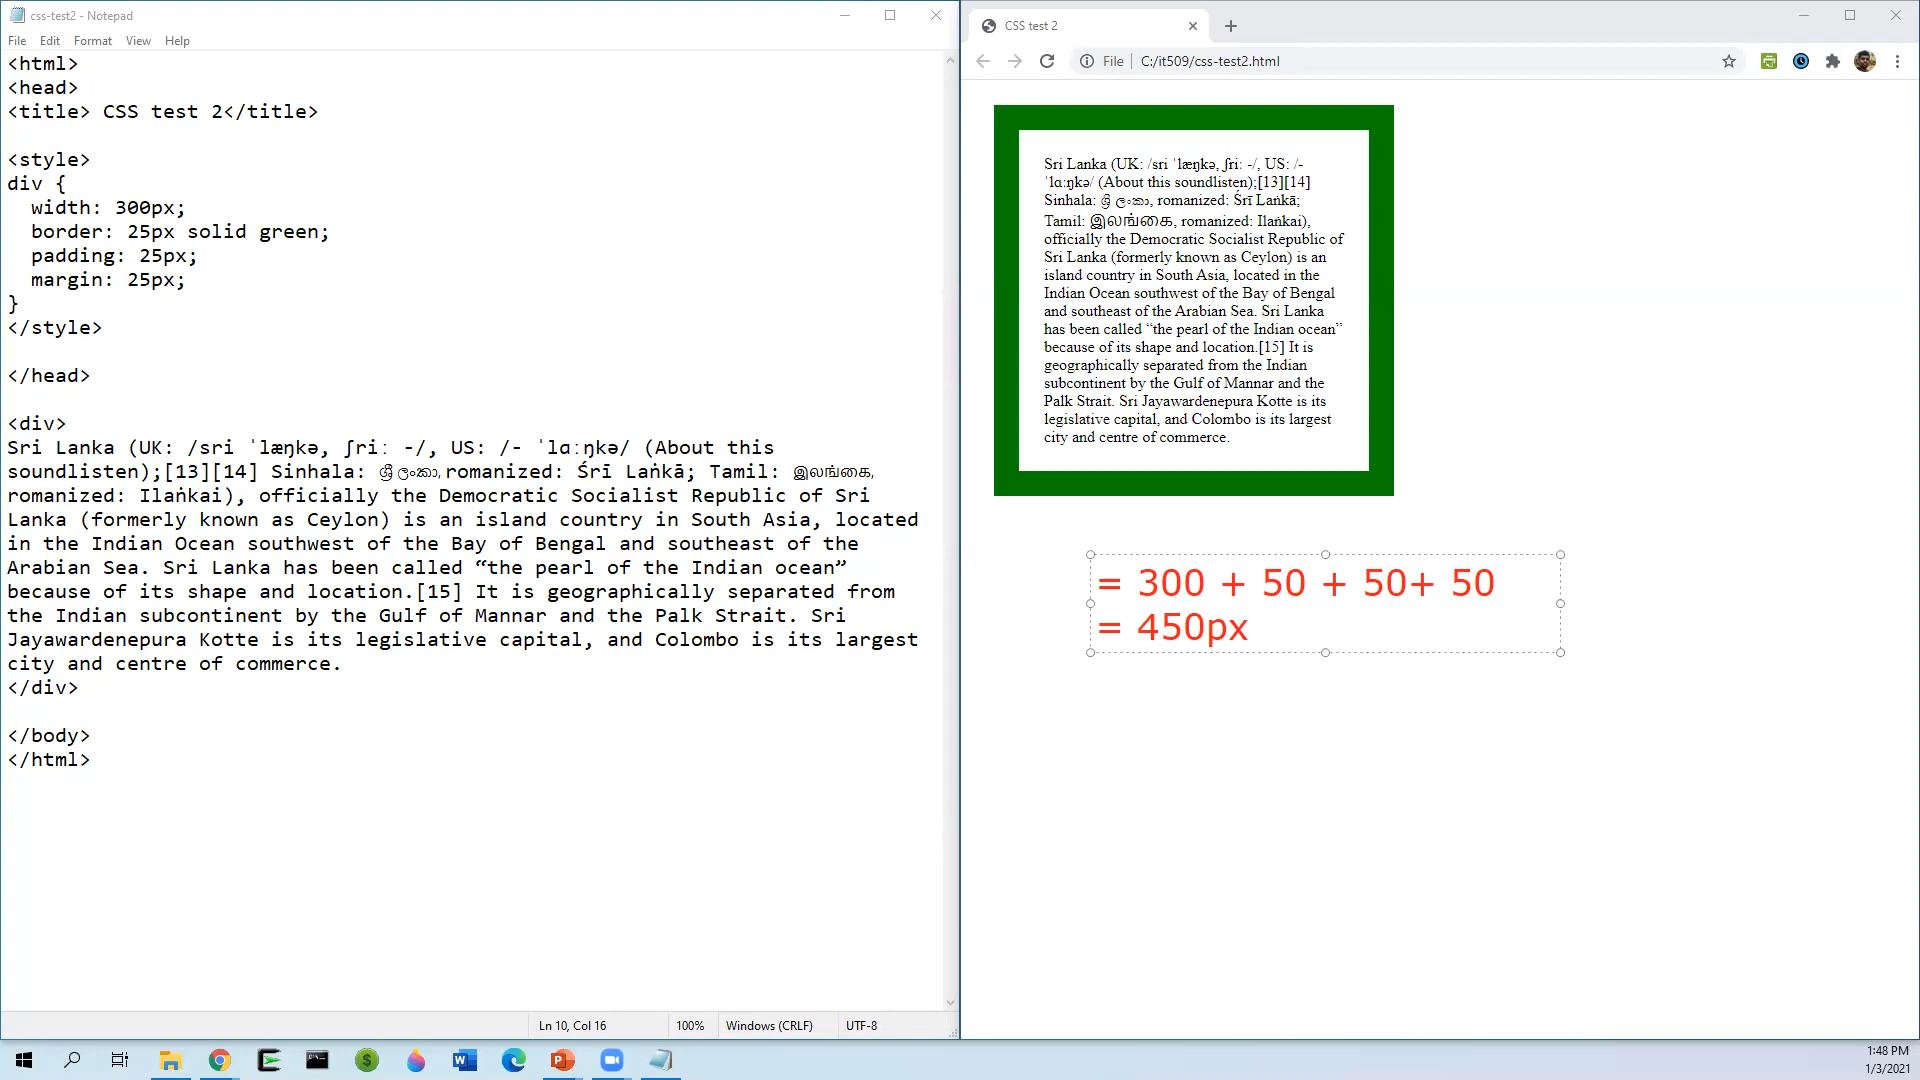 css-test2 - Notepad
File Edit Format View Help
<html>
<head>
<title> CSS test 2</title>
<style>
div {
width: 300px;
border: 25px solid green;
padding: 25px;
margin: 25px;
}
</style>
</head>
<div>
Sri Lanka (UK: /sri ˈlæŋkə, ʃriː -/, US: /- ˈlɑːŋkə/ (About this
soundlisten);[13][14] Sinhala: ශ්‍රී ලංකා, romanized: Śrī Laṅkā; Tamil: இலங்கை,
romanized: Ilaṅkai), officially the Democratic Socialist Republic of Sri
Lanka (formerly known as Ceylon) is an island country in South Asia, located
in the Indian Ocean southwest of the Bay of Bengal and southeast of the
Arabian Sea. Sri Lanka has been called “the pearl of the Indian ocean”
because of its shape and location.[15] It is geographically separated from
the Indian subcontinent by the Gulf of Mannar and the Palk Strait. Sri
Jayawardenepura Kotte is its legislative capital, and Colombo is its largest
city and centre of commerce.
</div>
</body>
</html>
Ln 10, Col 16 100% Windows (CRLF) UTF-8
CSS test 2
File C:/it509/css-test2.html
Sri Lanka (UK: /sri ˈlæŋkə, ʃriː -/, US: /-
ˈlɑːŋkə/ (About this soundlisten);[13][14]
Sinhala: ශ්‍රී ලංකා, romanized: Śrī Laṅkā;
Tamil: இலங்கை, romanized: Ilaṅkai),
officially the Democratic Socialist Republic of
Sri Lanka (formerly known as Ceylon) is an
island country in South Asia, located in the
Indian Ocean southwest of the Bay of Bengal
and southeast of the Arabian Sea. Sri Lanka
has been called “the pearl of the Indian ocean”
because of its shape and location.[15] It is
geographically separated from the Indian
subcontinent by the Gulf of Mannar and the
Palk Strait. Sri Jayawardenepura Kotte is its
legislative capital, and Colombo is its largest
city and centre of commerce.
= 300 + 50 + 50+ 50
= 450px
1:48 PM
1/3/2021